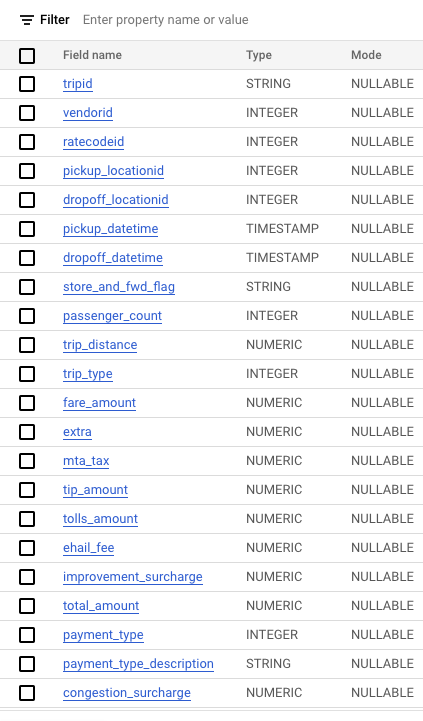 Filter Enter property name or value
Field name Type Mode
tripid STRING NULLABLE
vendorid INTEGER NULLABLE
ratecodeid INTEGER NULLABLE
pickup_locationid INTEGER NULLABLE
dropoff_locationid INTEGER NULLABLE
pickup_datetime TIMESTAMP NULLABLE
dropoff_datetime TIMESTAMP NULLABLE
store_and_fwd_flag STRING NULLABLE
passenger_count INTEGER NULLABLE
trip_distance NUMERIC NULLABLE
trip_type INTEGER NULLABLE
fare_amount NUMERIC NULLABLE
extra NUMERIC NULLABLE
mta_tax NUMERIC NULLABLE
tip_amount NUMERIC NULLABLE
tolls_amount NUMERIC NULLABLE
ehail_fee NUMERIC NULLABLE
improvement_surcharge NUMERIC NULLABLE
total_amount NUMERIC NULLABLE
payment_type INTEGER NULLABLE
payment_type_description STRING NULLABLE
congestion_surcharge NUMERIC NULLABLE